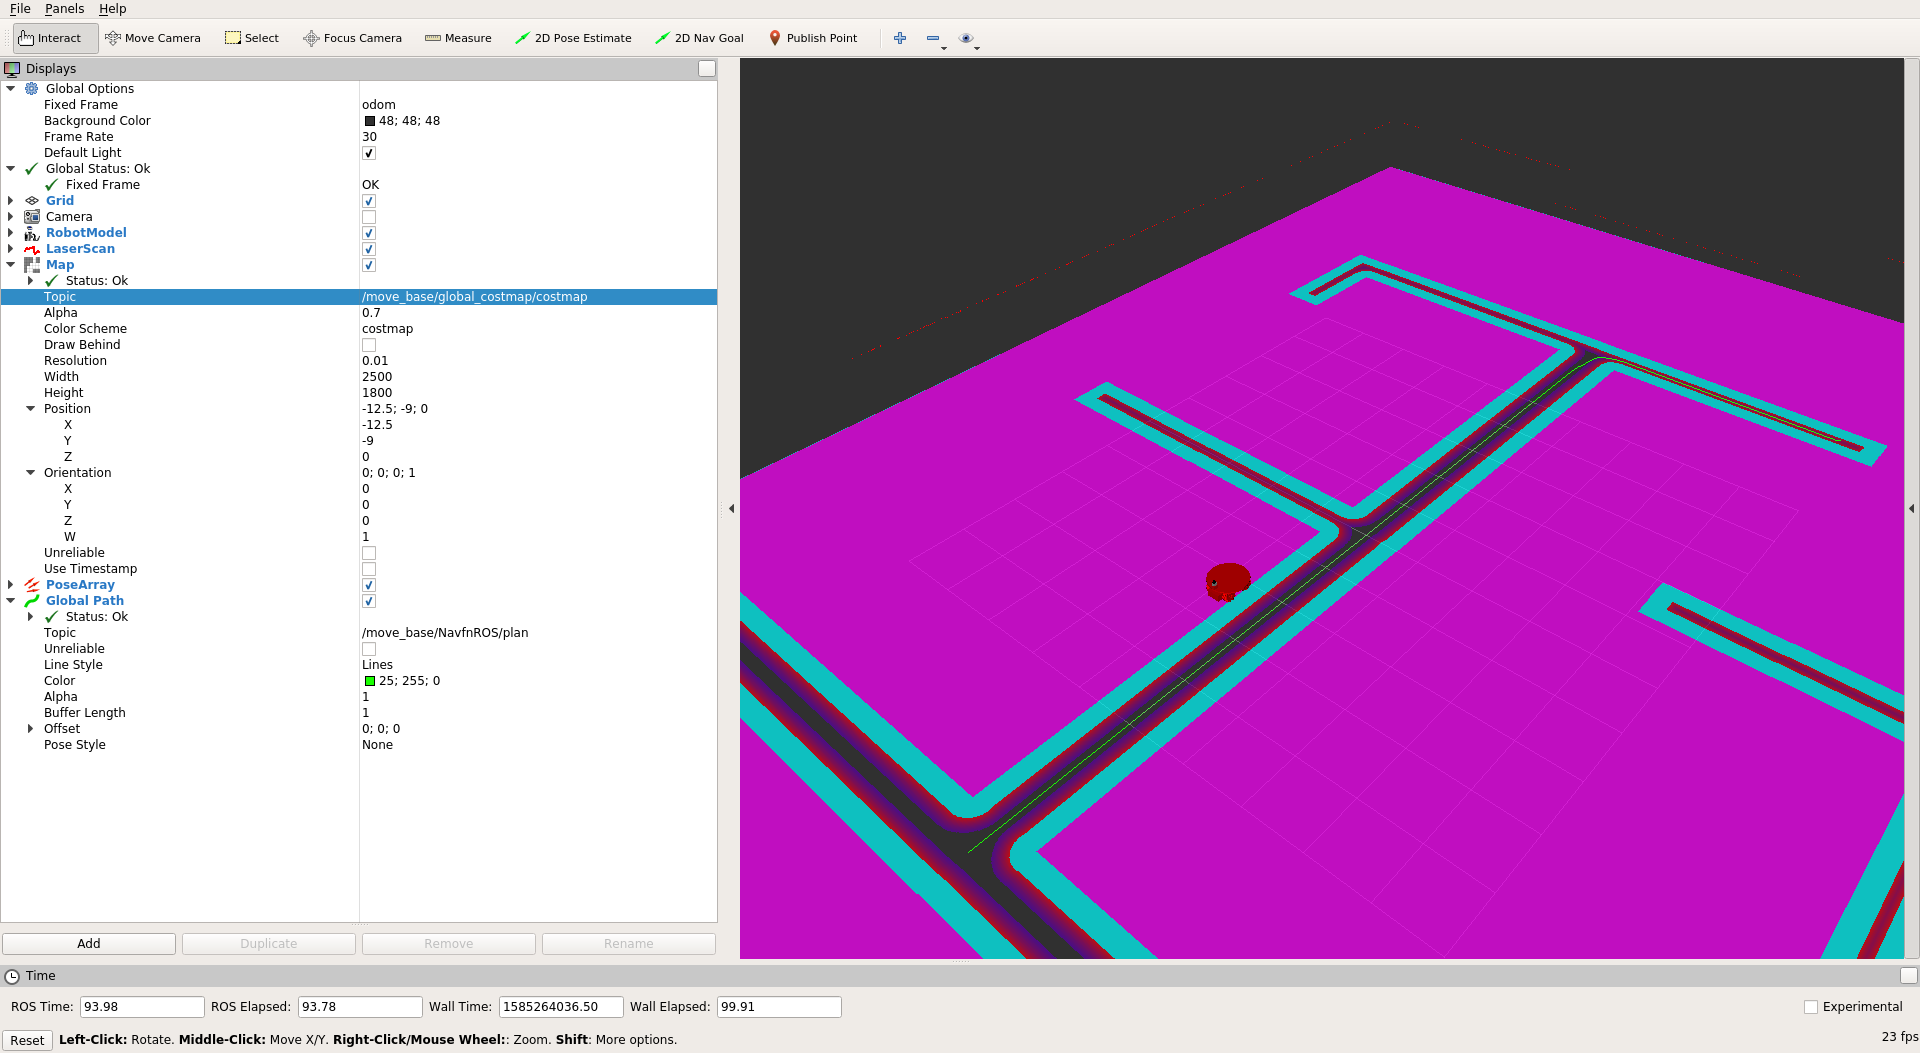 File Panels Help
Interact Move Camera Select Focus Camera Measure 2D Pose Estimate 2D Nav Goal Publish Point
Displays
Global Options
Fixed Frame odom
Background Color 48; 48; 48
Frame Rate 30
Default Light
Global Status: Ok
Fixed Frame OK
Grid
Camera
RobotModel
LaserScan
Map
Status: Ok
Topic /move_base/global_costmap/costmap
Alpha 0.7
Color Scheme costmap
Draw Behind
Resolution 0.01
Width 2500
Height 1800
Position -12.5; -9; 0
X -12.5
Y -9
Z 0
Orientation 0; 0; 0; 1
X 0
Y 0
Z 0
W 1
Unreliable
Use Timestamp
PoseArray
Global Path
Status: Ok
Topic /move_base/NavfnROS/plan
Unreliable
Line Style Lines
Color 25; 255; 0
Alpha 1
Buffer Length 1
Offset 0; 0; 0
Pose Style None
Add Duplicate Remove Rename
Time
ROS Time: 93.98 ROS Elapsed: 93.78 Wall Time: 1585264036.50 Wall Elapsed: 99.91 Experimental
Reset Left-Click: Rotate. Middle-Click: Move X/Y. Right-Click/Mouse Wheel:: Zoom. Shift: More options. 23 fps